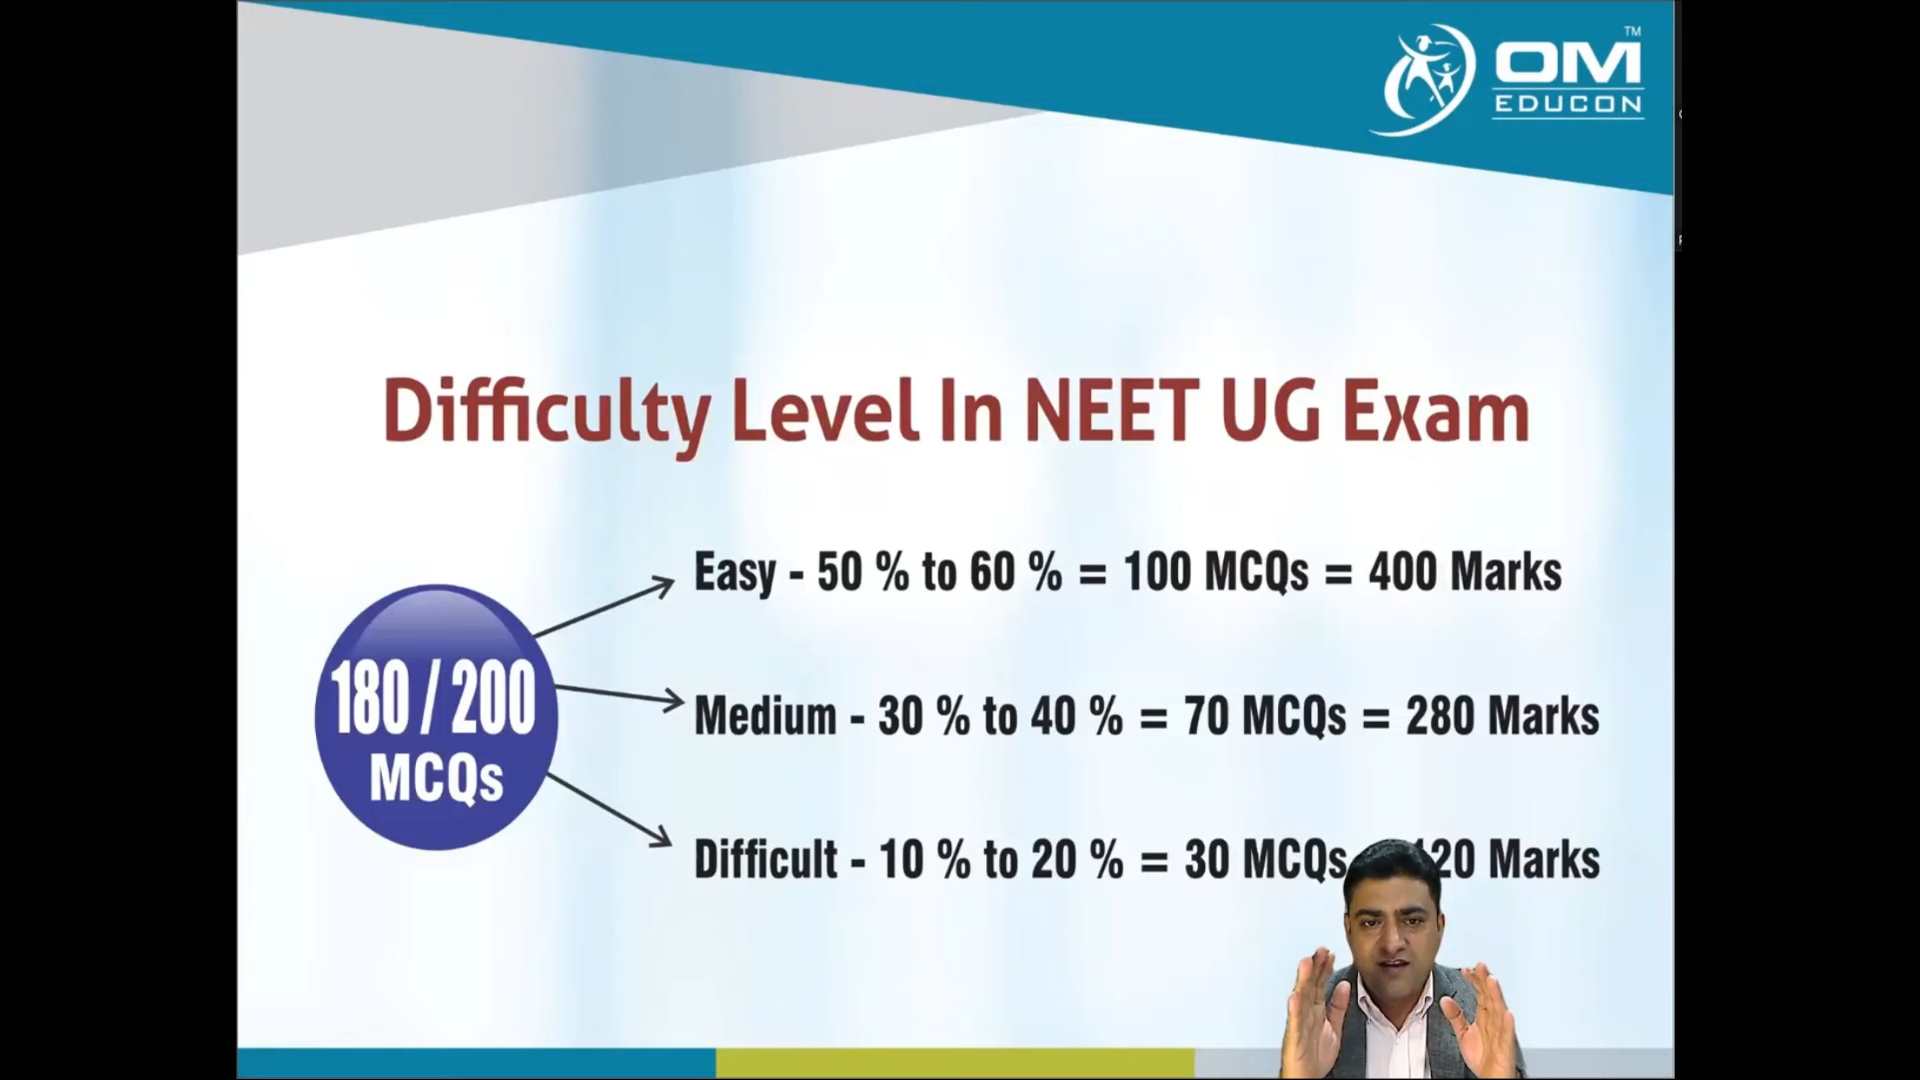 OM TM
EDUCON
Difficulty Level In NEET UG Exam
Easy - 50 % to 60 % = 100 MCQs = 400 Marks
180 / 200
MCQs
Medium - 30 % to 40 % = 70 MCQs = 280 Marks
Difficult - 10 % to 20 % = 30 MCQs 20 Marks